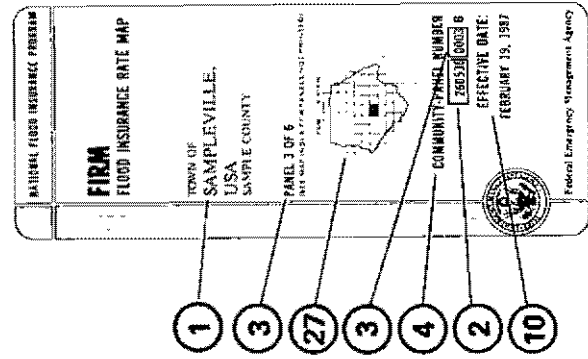 NATIONAL FLOOD INSURANCE PROGRAM
FIRM
FLOOD INSURANCE RATE MAP
TOWN OF
SAMPLEVILLE,
USA
SAMPLE COUNTY
PANEL 3 OF 6
COMMUNITY-PANEL NUMBER
260538 0003 B
EFFECTIVE DATE:
FEBRUARY 19, 1987
Federal Emergency Management Agency
1
3
27
3
4
2
10